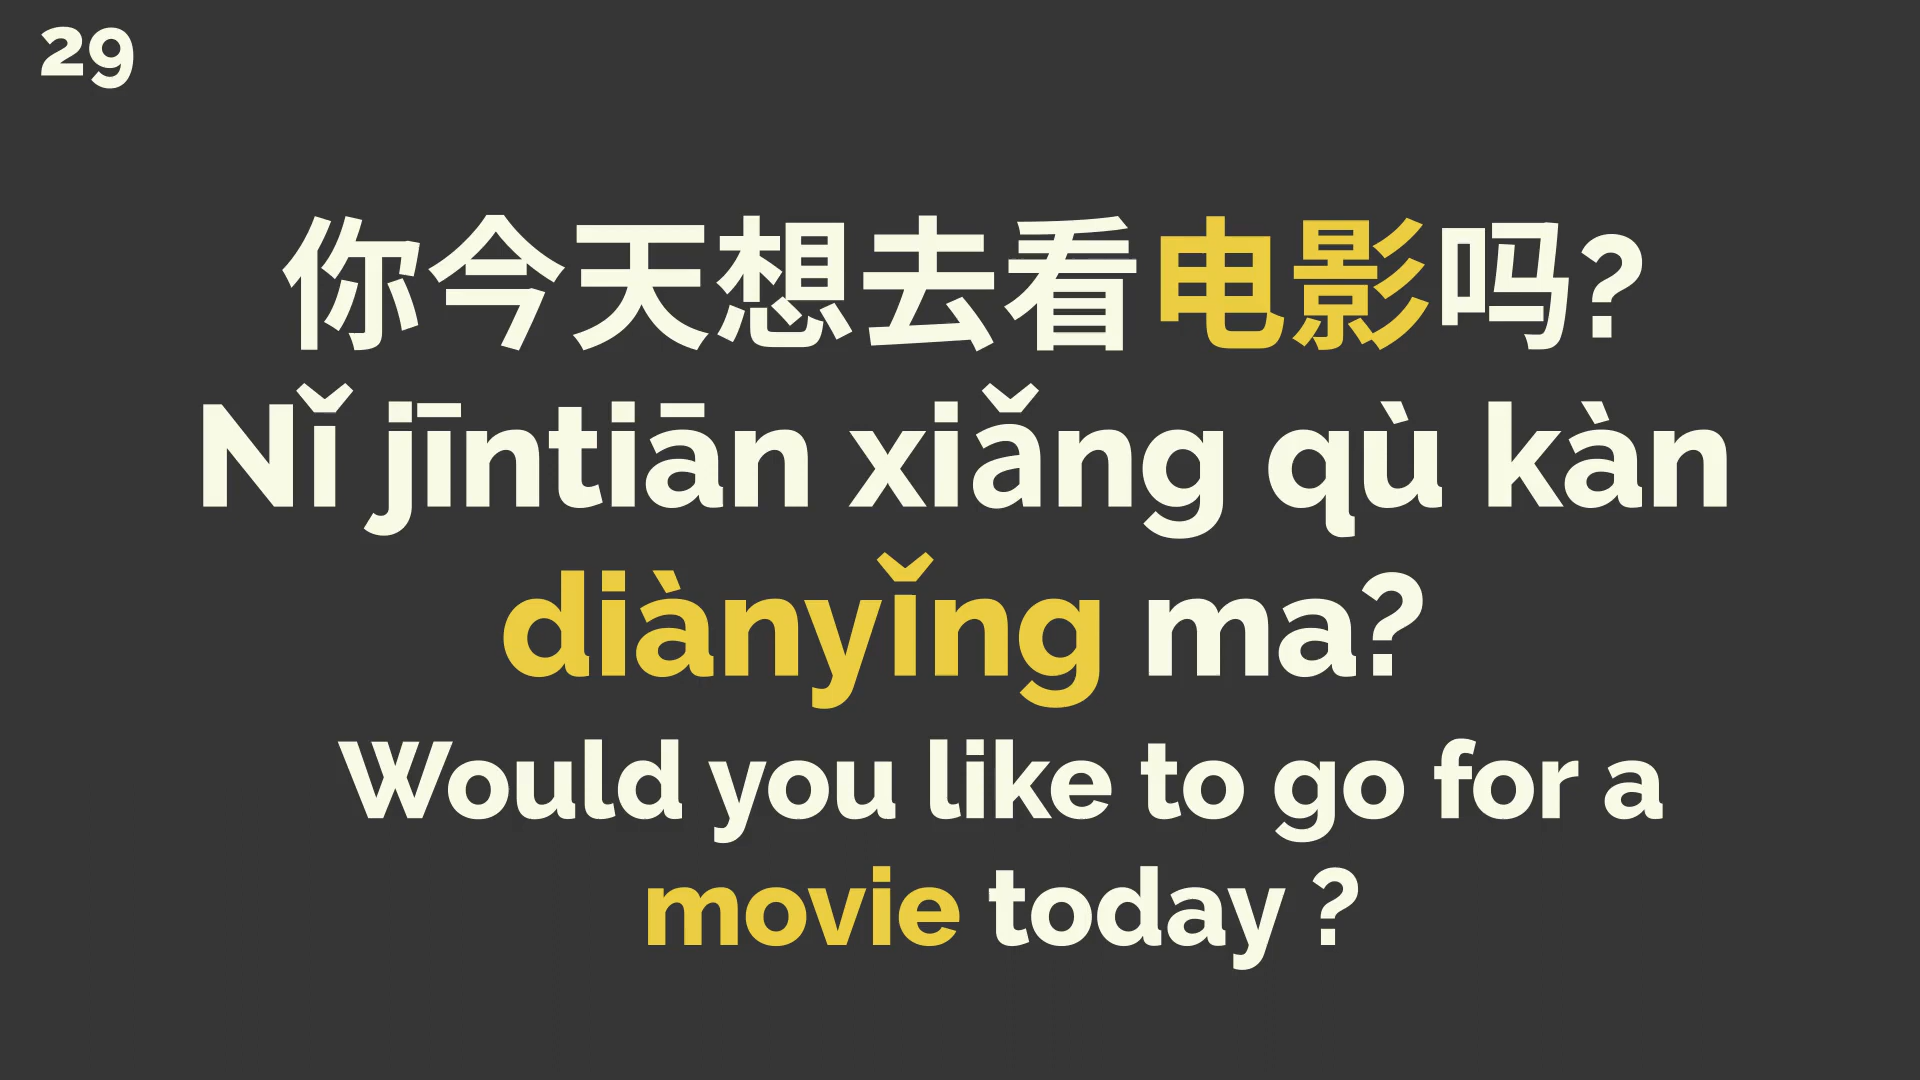 29
你今天想去看电影吗?
Nǐ jīntiān xiǎng qù kàn
diànyǐng ma?
Would you like to go for a
movie today ?